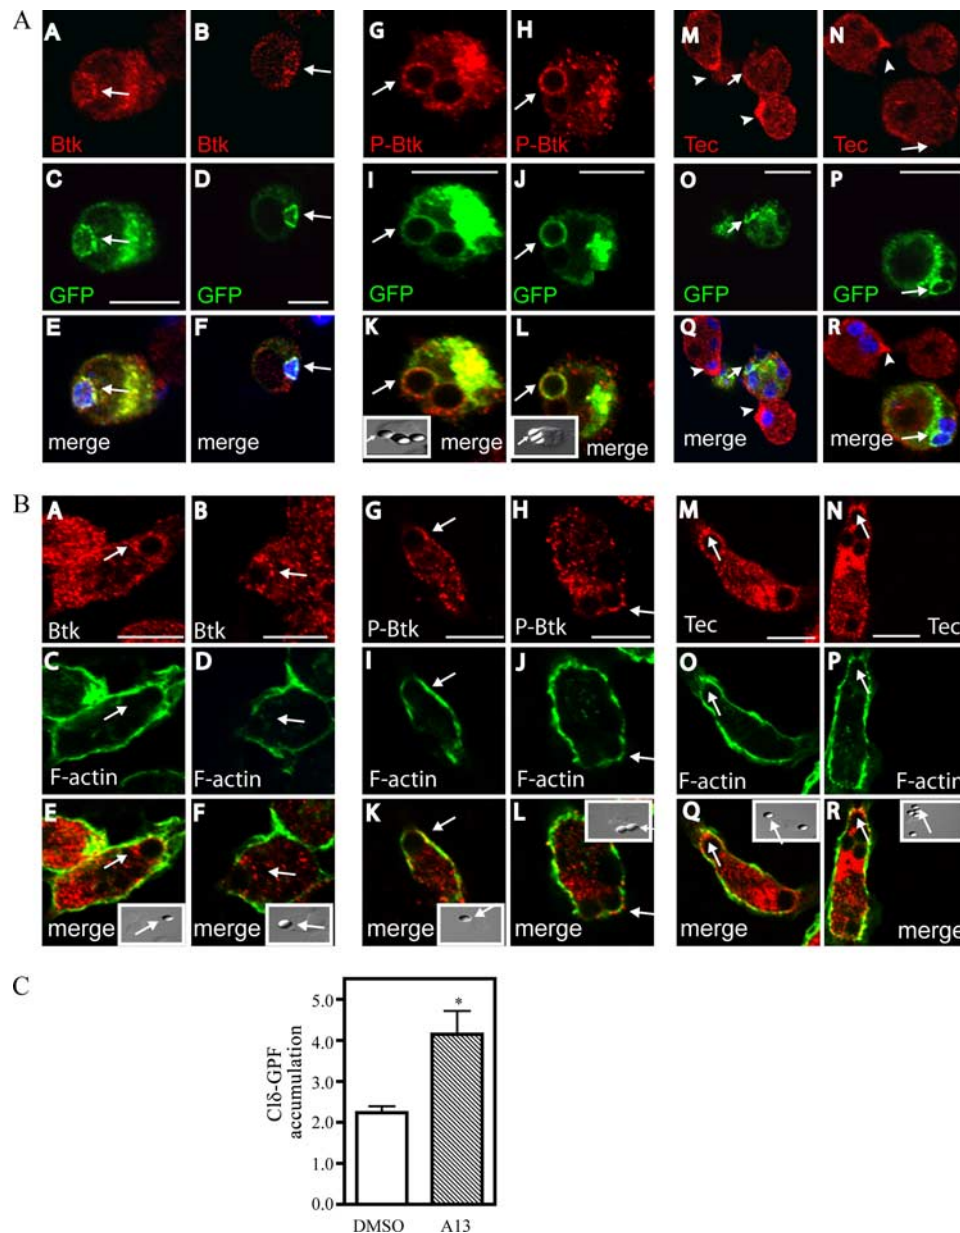 A
A B G H M N
Btk Btk P-Btk P-Btk Tec Tec
C D I J O P
GFP GFP GFP GFP GFP GFP
E F K L Q R
merge merge merge merge merge merge
B
A B G H M N
Btk Btk P-Btk P-Btk Tec Tec
C D I J O P
F-actin F-actin F-actin F-actin F-actin F-actin
E F K L Q R
merge merge merge merge merge merge
C
Clδ-GPF
accumulation
5.0
4.0
3.0
2.0
1.0
0.0
*
DMSO A13